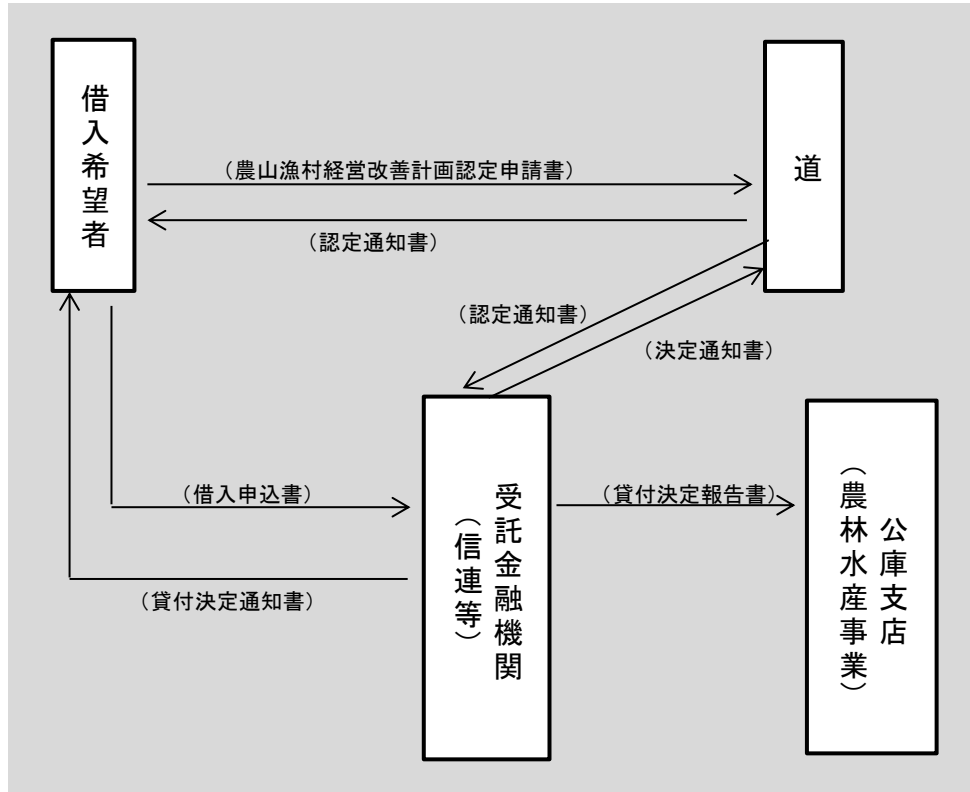 借入希望者
道
（農山漁村経営改善計画認定申請書）
（認定通知書）
（認定通知書）
（決定通知書）
（借入申込書）
（貸付決定通知書）
受託金融機関
（信連等）
（貸付決定報告書）
公庫支店
（農林水産事業）